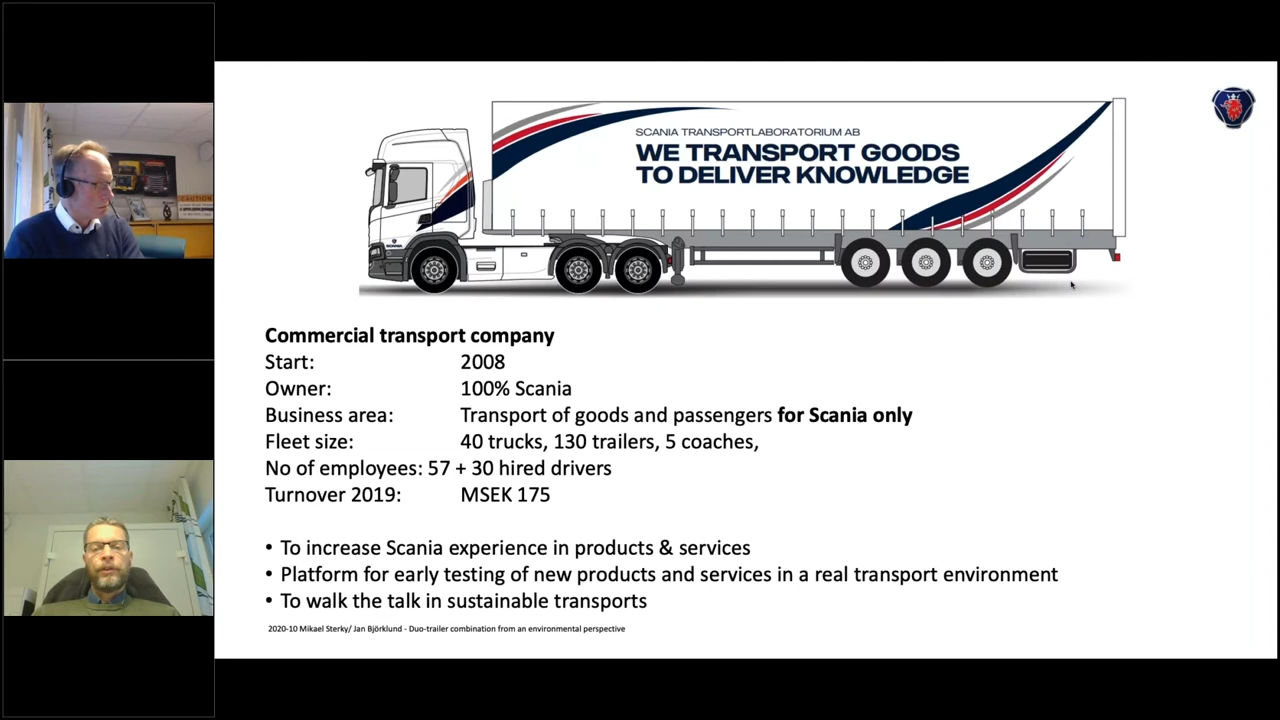 SCANIA TRANSPORTLABORATORIUM AB
WE TRANSPORT GOODS
TO DELIVER KNOWLEDGE
SCANIA
CAUTION
Commercial transport company
Start: 2008
Owner: 100% Scania
Business area: Transport of goods and passengers for Scania only
Fleet size: 40 trucks, 130 trailers, 5 coaches,
No of employees: 57 + 30 hired drivers
Turnover 2019: MSEK 175
• To increase Scania experience in products & services
• Platform for early testing of new products and services in a real transport environment
• To walk the talk in sustainable transports
2020-10 Mikael Sterky/ Jan Björklund - Duo-trailer combination from an environmental perspective